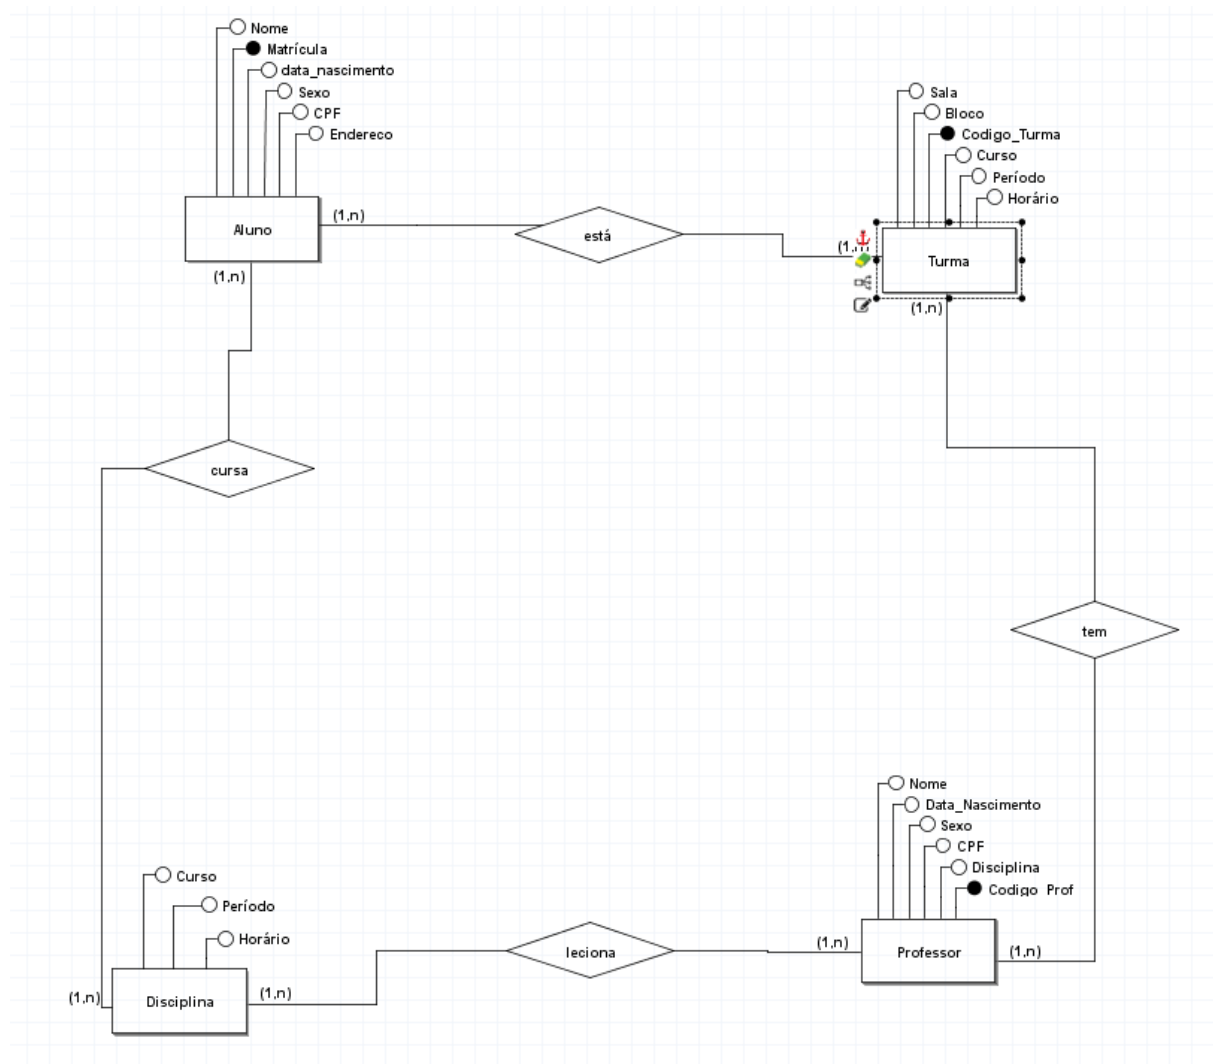 Nome
Matrícula
data_nascimento
Sexo
CPF
Endereco
Sala
Bloco
Codigo_Turma
Curso
Período
Horário
Aluno
(1,n)
está
Turma
(1,n)
(1,n)
cursa
tem
Nome
Data_Nascimento
Sexo
CPF
Disciplina
Codigo_Prof
Curso
Período
Horário
leciona
(1,n)
Professor
(1,n)
(1,n)
Disciplina
(1,n)